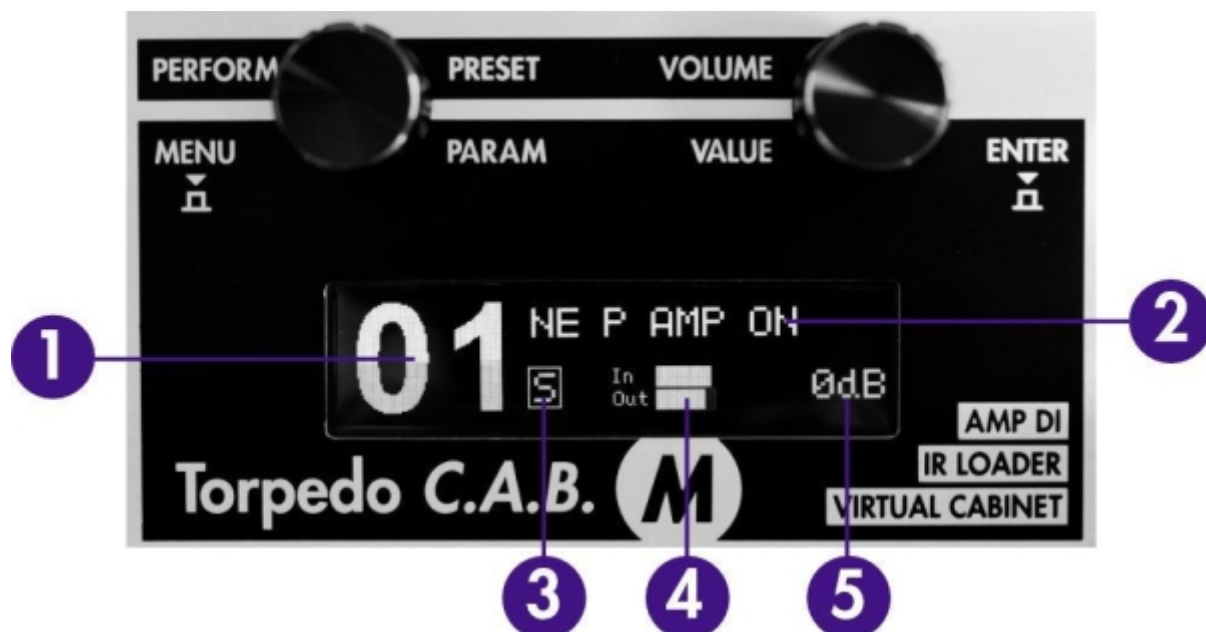 PERFORM PRESET VOLUME
MENU PARAM VALUE ENTER
01 NE P AMP ON
S In 0dB
Out
1
2
AMP DI
IR LOADER
Torpedo C.A.B. M
VIRTUAL CABINET
3 4 5